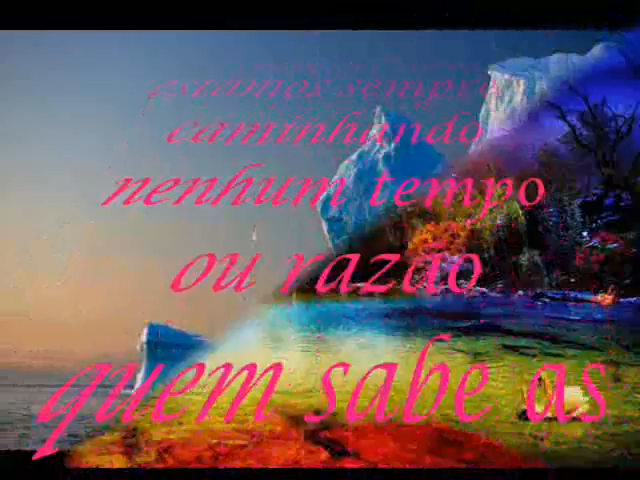 estamos sempre
caminhando
nenhum tempo
ou razão
quem sabe as